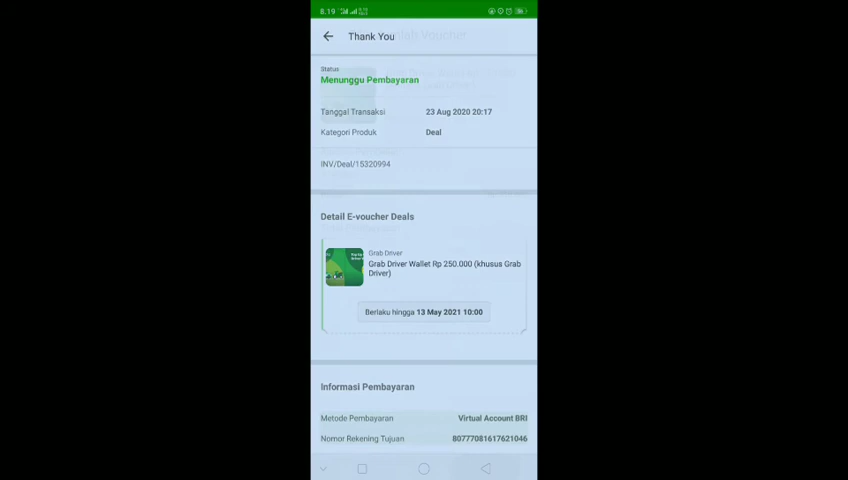 8.19
Thank You
Status
Menunggu Pembayaran
Tanggal Transaksi 23 Aug 2020 20:17
Kategori Produk Deal
INV/Deal/15320994
Detail E-voucher Deals
Grab Driver
Grab Driver Wallet Rp 250.000 (khusus Grab
Driver)
Berlaku hingga 13 May 2021 10:00
Informasi Pembayaran
Metode Pembayaran Virtual Account BRI
Nomor Rekening Tujuan 80777081617621046